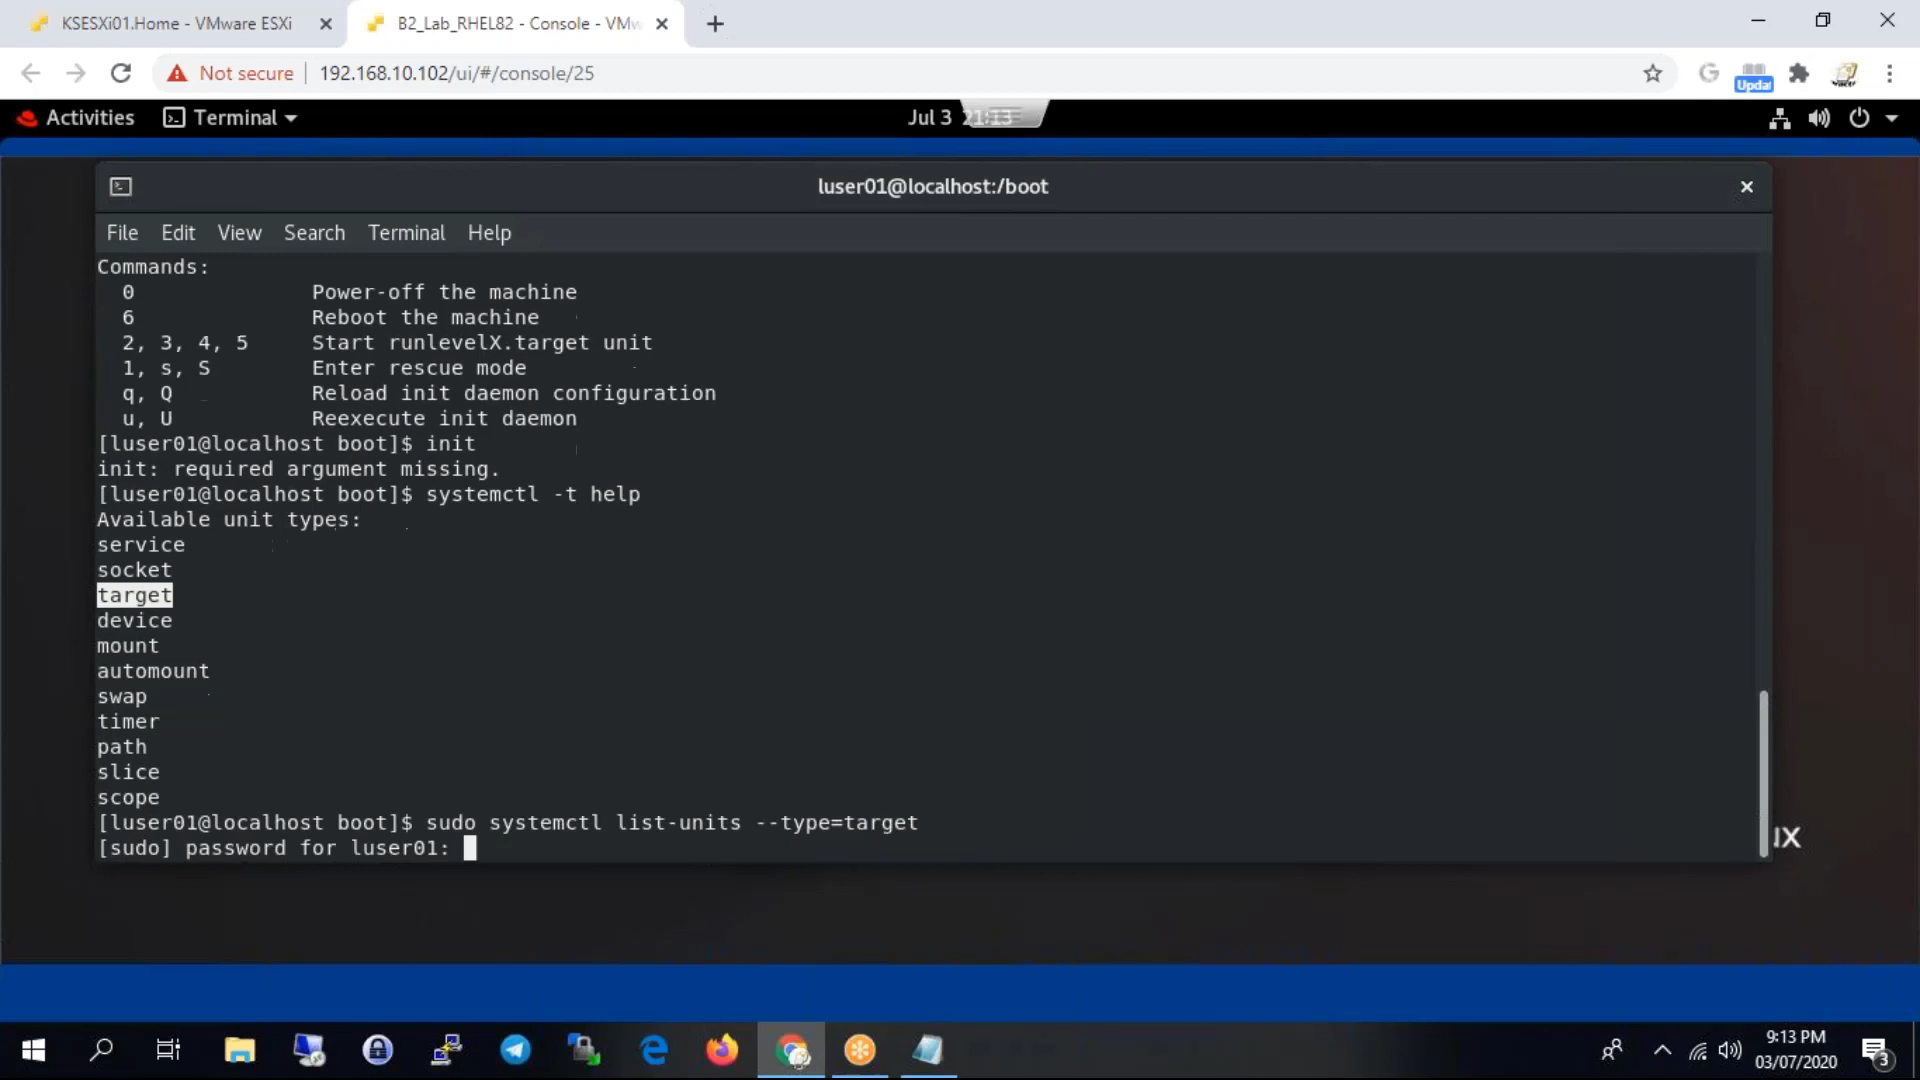 KSESXi01.Home - VMware ESXi
B2_Lab_RHEL82 - Console - VMw
Not secure
192.168.10.102/ui/#/console/25
Updat
Activities
Terminal
Jul 3 21:13
luser01@localhost:/boot
File Edit View Search Terminal Help
Commands:
0 Power-off the machine
6 Reboot the machine
2, 3, 4, 5 Start runlevelX.target unit
1, s, S Enter rescue mode
q, Q Reload init daemon configuration
u, U Reexecute init daemon
[luser01@localhost boot]$ init
init: required argument missing.
[luser01@localhost boot]$ systemctl -t help
Available unit types:
service
socket
target
device
mount
automount
swap
timer
path
slice
scope
[luser01@localhost boot]$ sudo systemctl list-units --type=target
[sudo] password for luser01:
9:13 PM
03/07/2020
3